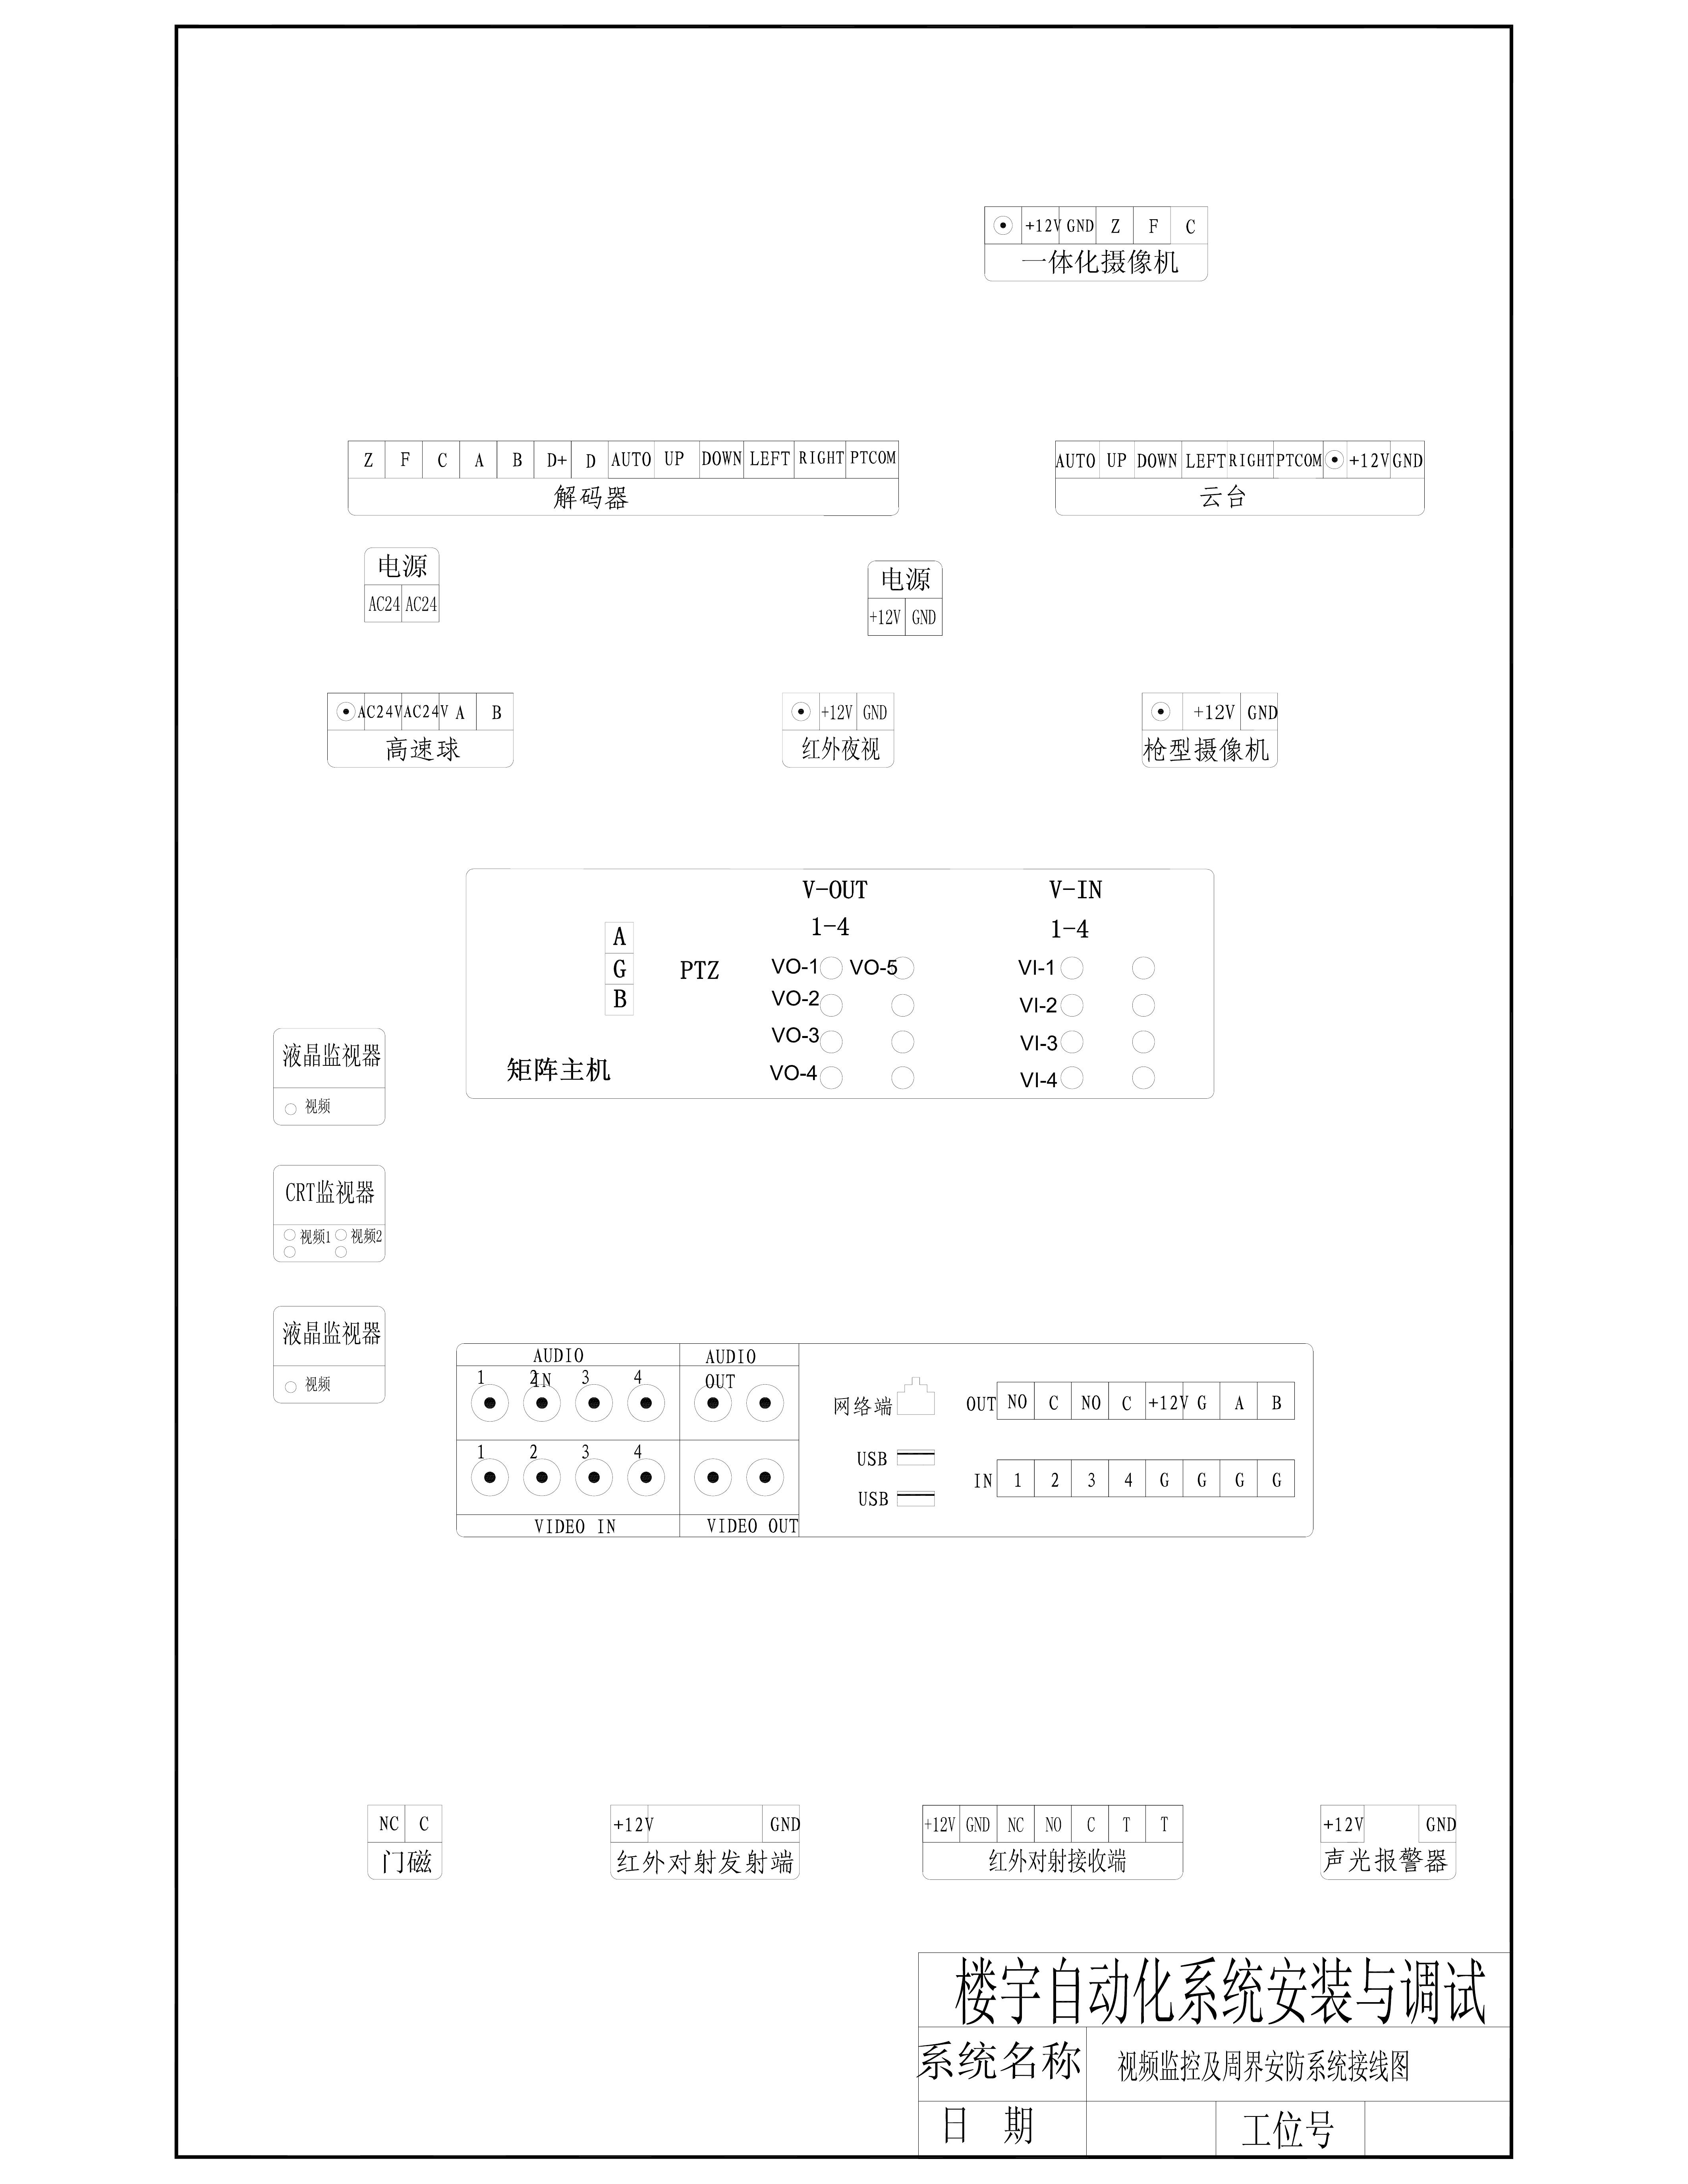 +12V GND Z F C
一体化摄像机
Z F C A B D+ D AUTO UP DOWN LEFT RIGHT PTCOM
解码器
AUTO UP DOWN LEFT RIGHT PTCOM +12V GND
云台
电源
AC24 AC24
电源
+12V GND
AC24V AC24V A B
高速球
+12V GND
红外夜视
+12V GND
枪型摄像机
V-OUT V-IN
1-4 1-4
A
G
B
PTZ
VO-1 VO-5 VI-1
VO-2 VI-2
VO-3 VI-3
VO-4 VI-4
矩阵主机
液晶监视器
视频
CRT监视器
视频1 视频2
液晶监视器
视频
AUDIO IN
AUDIO OUT
1 2 3 4
1 2 3 4
VIDEO IN VIDEO OUT
网络端
USB
USB
OUT NO C NO C +12V G A B
IN 1 2 3 4 G G G G
NC C
门磁
+12V GND
红外对射发射端
+12V GND NC NO C T T
红外对射接收端
+12V GND
声光报警器
楼宇自动化系统安装与调试
系统名称 视频监控及周界安防系统接线图
日 期 工位号